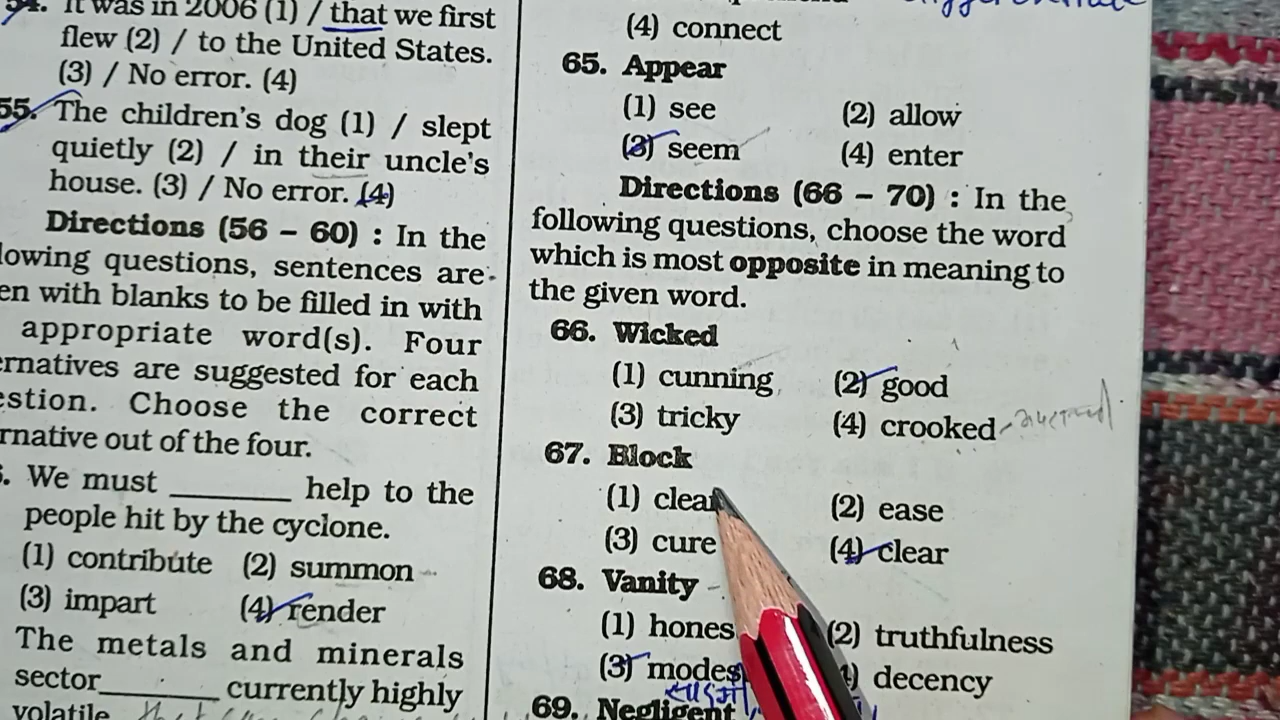 54. It was in 2006 (1) / that we first
flew (2) / to the United States.
(3) / No error. (4)
55. The children's dog (1) / slept
quietly (2) / in their uncle's
house. (3) / No error. (4)
Directions (56 – 60) : In the
lowing questions, sentences are
en with blanks to be filled in with
appropriate word(s). Four
ernatives are suggested for each
estion. Choose the correct
rnative out of the four.
. We must _______ help to the
people hit by the cyclone.
(1) contribute (2) summon
(3) impart (4) render
The metals and minerals
sector_______ currently highly
volatile
(4) connect
65. Appear
(1) see (2) allow
(3) seem (4) enter
Directions (66 – 70) : In the
following questions, choose the word
which is most opposite in meaning to
the given word.
66. Wicked
(1) cunning (2) good
(3) tricky (4) crooked
67. Block
(1) clear (2) ease
(3) cure (4) clear
68. Vanity
(1) hones (2) truthfulness
(3) modes ) decency
69. Negligent